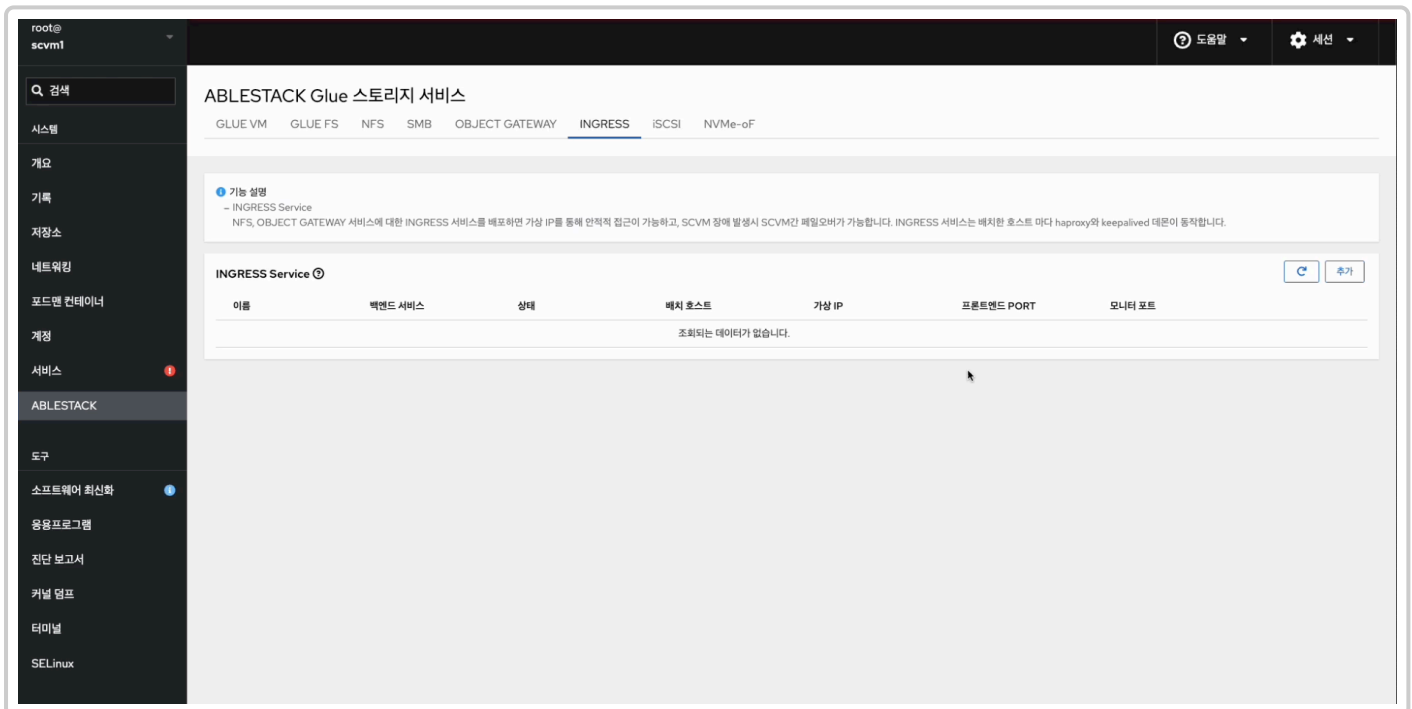 root@
scvm1
도움말
세션
검색
시스템
개요
기록
저장소
네트워킹
포드맨 컨테이너
계정
서비스
ABLESTACK
도구
소프트웨어 최신화
응용프로그램
진단 보고서
커널 덤프
터미널
SELinux
ABLESTACK Glue 스토리지 서비스
GLUE VM GLUE FS NFS SMB OBJECT GATEWAY INGRESS iSCSI NVMe-oF
기능 설명
– INGRESS Service
NFS, OBJECT GATEWAY 서비스에 대한 INGRESS 서비스를 배포하면 가상 IP를 통해 안적적 접근이 가능하고, SCVM 장애 발생시 SCVM간 페일오버가 가능합니다. INGRESS 서비스는 배치한 호스트 마다 haproxy와 keepalived 데몬이 동작합니다.
INGRESS Service
추가
이름 백엔드 서비스 상태 배치 호스트 가상 IP 프론트엔드 PORT 모니터 포트
조회되는 데이터가 없습니다.